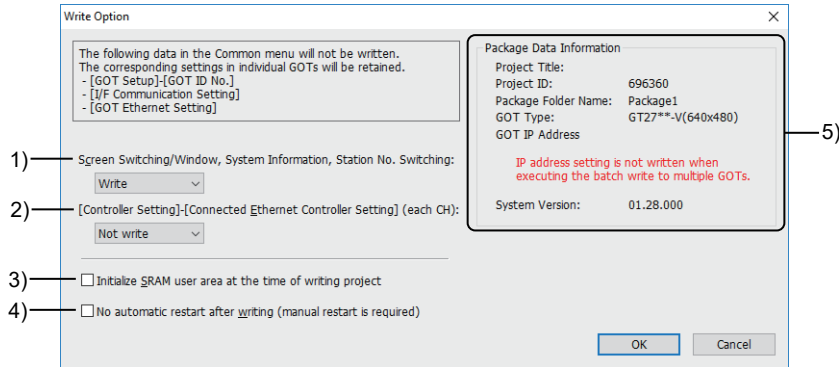 Write Option
The following data in the Common menu will not be written.
The corresponding settings in individual GOTs will be retained.
- [GOT Setup]-[GOT ID No.]
- [I/F Communication Setting]
- [GOT Ethernet Setting]
1)
Screen Switching/Window, System Information, Station No. Switching:
Write
2)
[Controller Setting]-[Connected Ethernet Controller Setting] (each CH):
Not write
3)
Initialize SRAM user area at the time of writing project
4)
No automatic restart after writing (manual restart is required)
Package Data Information
Project Title:
Project ID: 696360
Package Folder Name: Package1
GOT Type: GT27**-V(640x480)
GOT IP Address
IP address setting is not written when
executing the batch write to multiple GOTs.
System Version: 01.28.000
5)
OK
Cancel